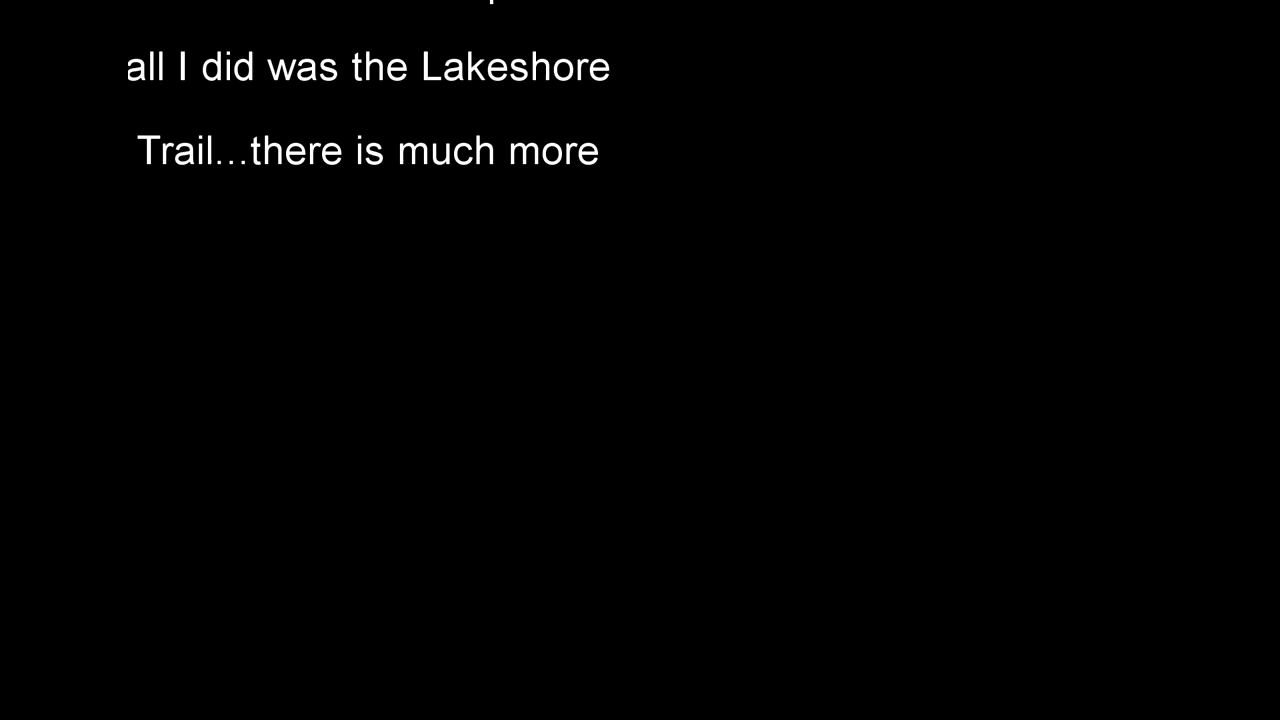 all I did was the Lakeshore
Trail...there is much more